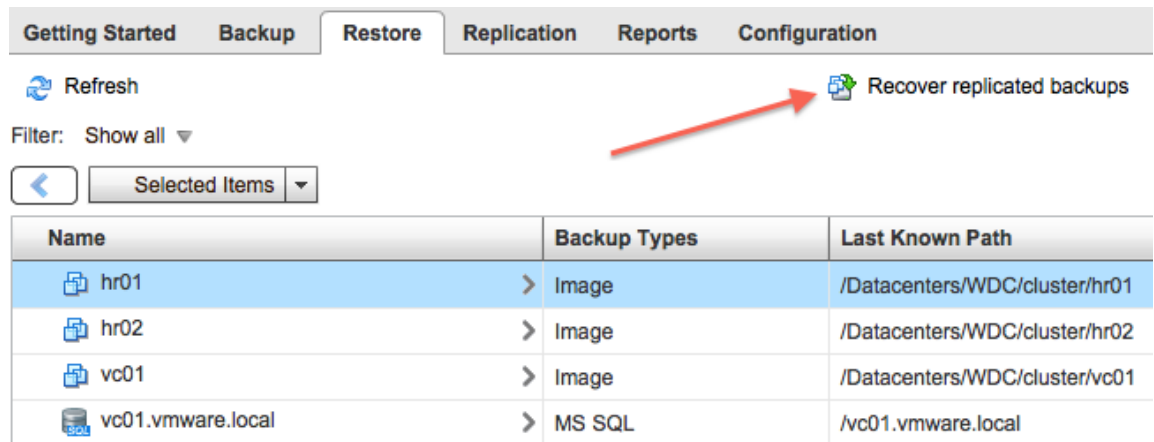 Getting Started Backup Restore Replication Reports Configuration
Refresh Recover replicated backups
Filter: Show all
Selected Items
Name Backup Types Last Known Path
hr01 Image /Datacenters/WDC/cluster/hr01
hr02 Image /Datacenters/WDC/cluster/hr02
vc01 Image /Datacenters/WDC/cluster/vc01
SQL vc01.vmware.local MS SQL /vc01.vmware.local